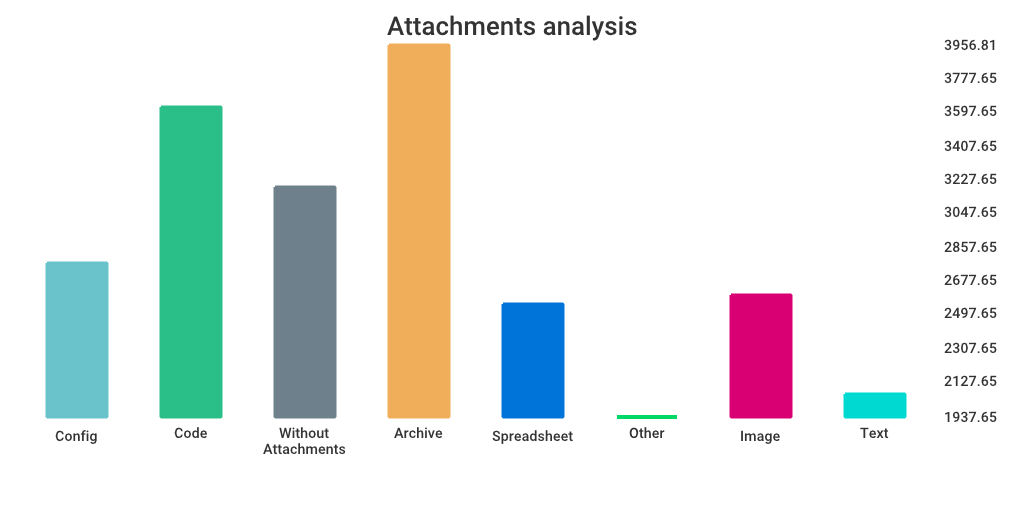 Attachments analysis
3956.81
3777.65
3597.65
3407.65
3227.65
3047.65
2857.65
2677.65
2497.65
2307.65
2127.65
1937.65
Config
Code
Without
Attachments
Archive
Spreadsheet
Other
Image
Text